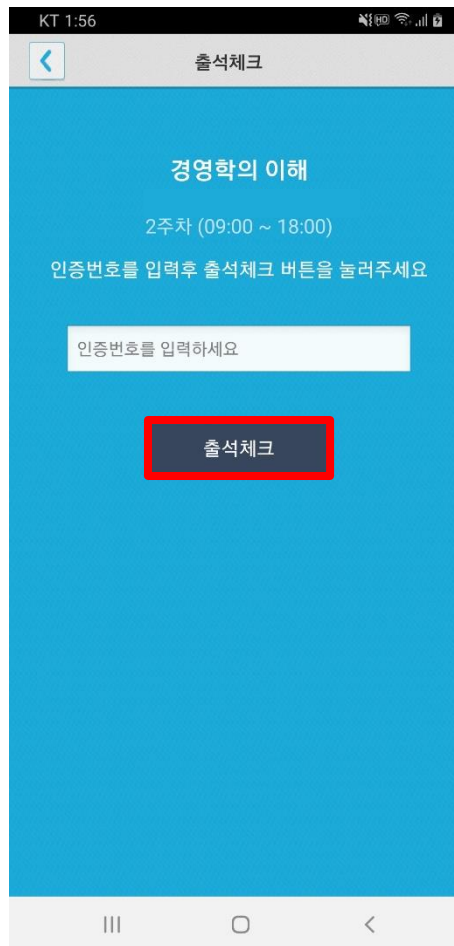 KT 1:56
출석체크
경영학의 이해
2주차 (09:00 ~ 18:00)
인증번호를 입력후 출석체크 버튼을 눌러주세요
인증번호를 입력하세요
출석체크